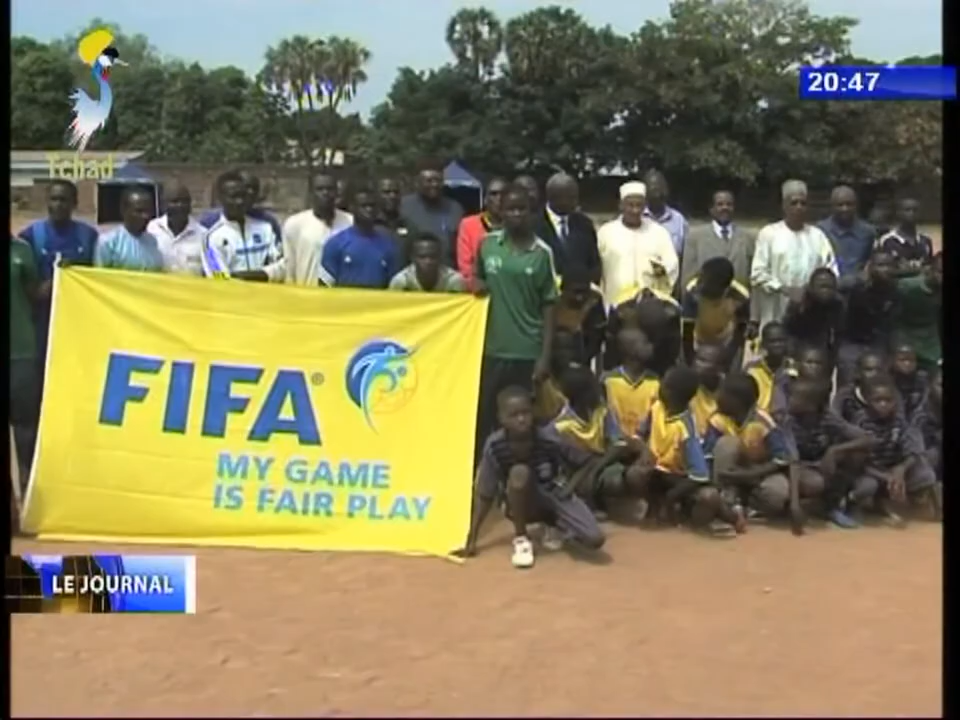 20:47
Tchad
FIFA®
MY GAME
IS FAIR PLAY
LE JOURNAL